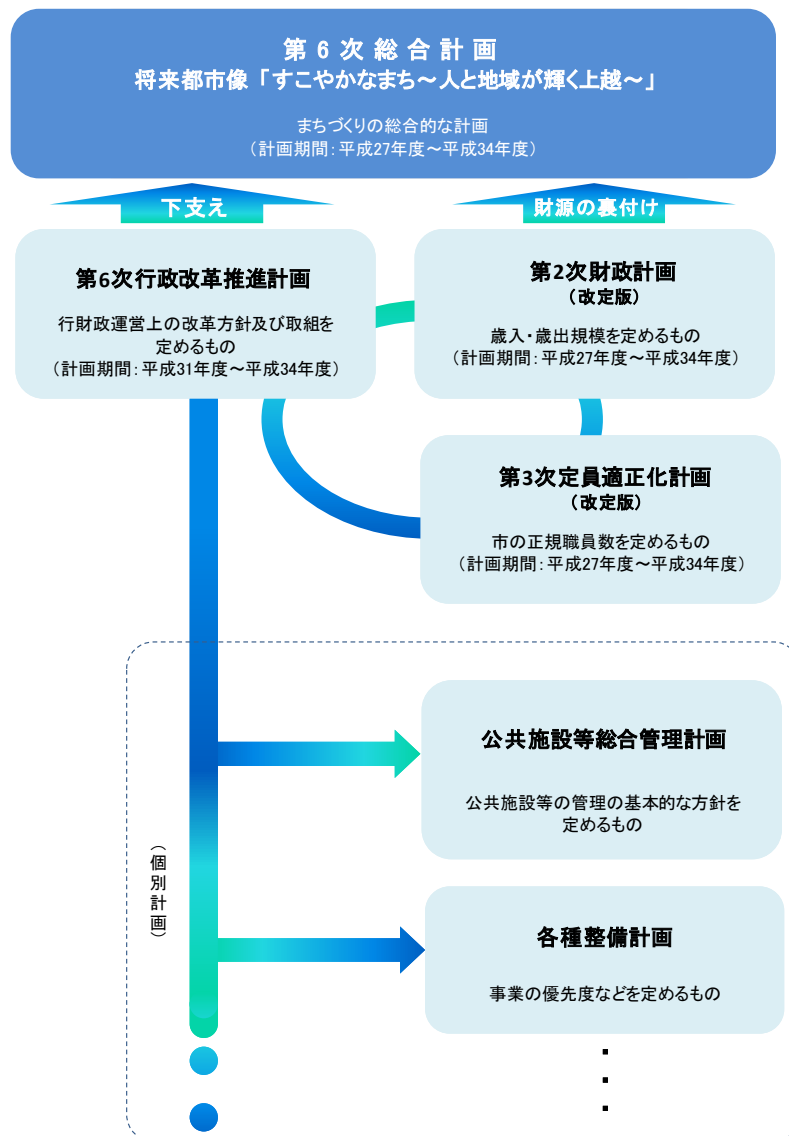 第６次総合計画
将来都市像「すこやかなまち～人と地域が輝く上越～」
まちづくりの総合的な計画
（計画期間：平成27年度～平成34年度）
下支え
財源の裏付け
第6次行政改革推進計画
行財政運営上の改革方針及び取組を
定めるもの
（計画期間：平成31年度～平成34年度）
第2次財政計画
（改定版）
歳入・歳出規模を定めるもの
（計画期間：平成27年度～平成34年度）
第3次定員適正化計画
（改定版）
市の正規職員数を定めるもの
（計画期間：平成27年度～平成34年度）
（個別計画）
公共施設等総合管理計画
公共施設等の管理の基本的な方針を
定めるもの
各種整備計画
事業の優先度などを定めるもの
・
・
・